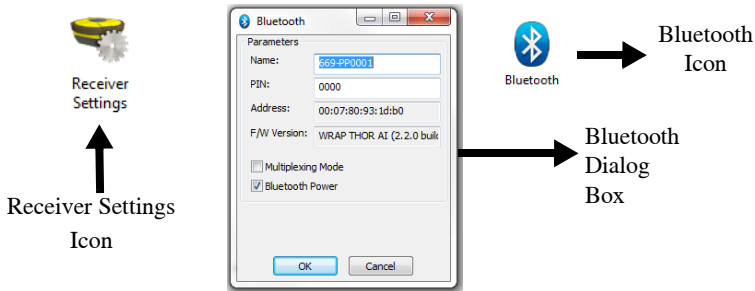 Receiver
Settings
Receiver Settings
Icon
Bluetooth
Parameters
Name: 669-PP0001
PIN: 0000
Address: 00:07:80:93:1d:b0
F/W Version: WRAP THOR AI (2.2.0 build
Multiplexing Mode
Bluetooth Power
OK Cancel
Bluetooth
Bluetooth
Icon
Bluetooth
Dialog
Box